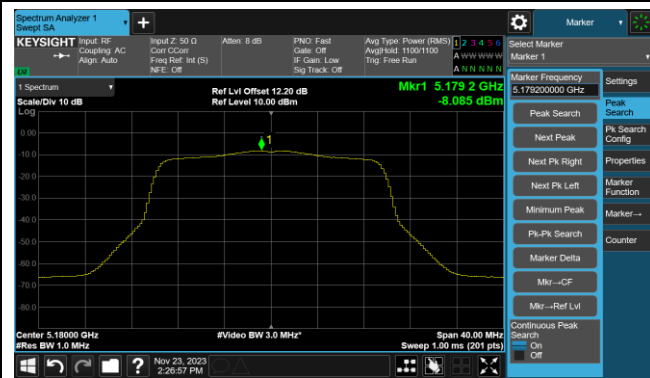 Spectrum Analyzer 1
Swept SA
Marker
KEYSIGHT
Input: RF
Coupling: AC
Align: Auto
Input Z: 50 Ω
Corr CCorr
Freq Ref: Int (S)
NFE: Off
Atten: 8 dB
PNO: Fast
Gate: Off
IF Gain: Low
Sig Track: Off
Avg Type: Power (RMS)
Avg|Hold: 1100/1100
Trig: Free Run
1 2 3 4 5 6
A W W W W W
A N N N N N
Select Marker
Marker 1
1 Spectrum
Scale/Div 10 dB
Log
Ref Lvl Offset 12.20 dB
Ref Level 10.00 dBm
Mkr1 5.179 2 GHz
-8.085 dBm
0.00
-10.0
-20.0
-30.0
-40.0
-50.0
-60.0
-70.0
-80.0
1
Center 5.18000 GHz
#Res BW 1.0 MHz
#Video BW 3.0 MHz*
Span 40.00 MHz
Sweep 1.00 ms (201 pts)
Marker Frequency
5.179200000 GHz
Peak Search
Next Peak
Next Pk Right
Next Pk Left
Minimum Peak
Pk-Pk Search
Marker Delta
Mkr→CF
Mkr→Ref Lvl
Continuous Peak
Search
On
Off
Settings
Peak
Search
Pk Search
Config
Properties
Marker
Function
Marker→
Counter
?
Nov 23, 2023
2:26:57 PM